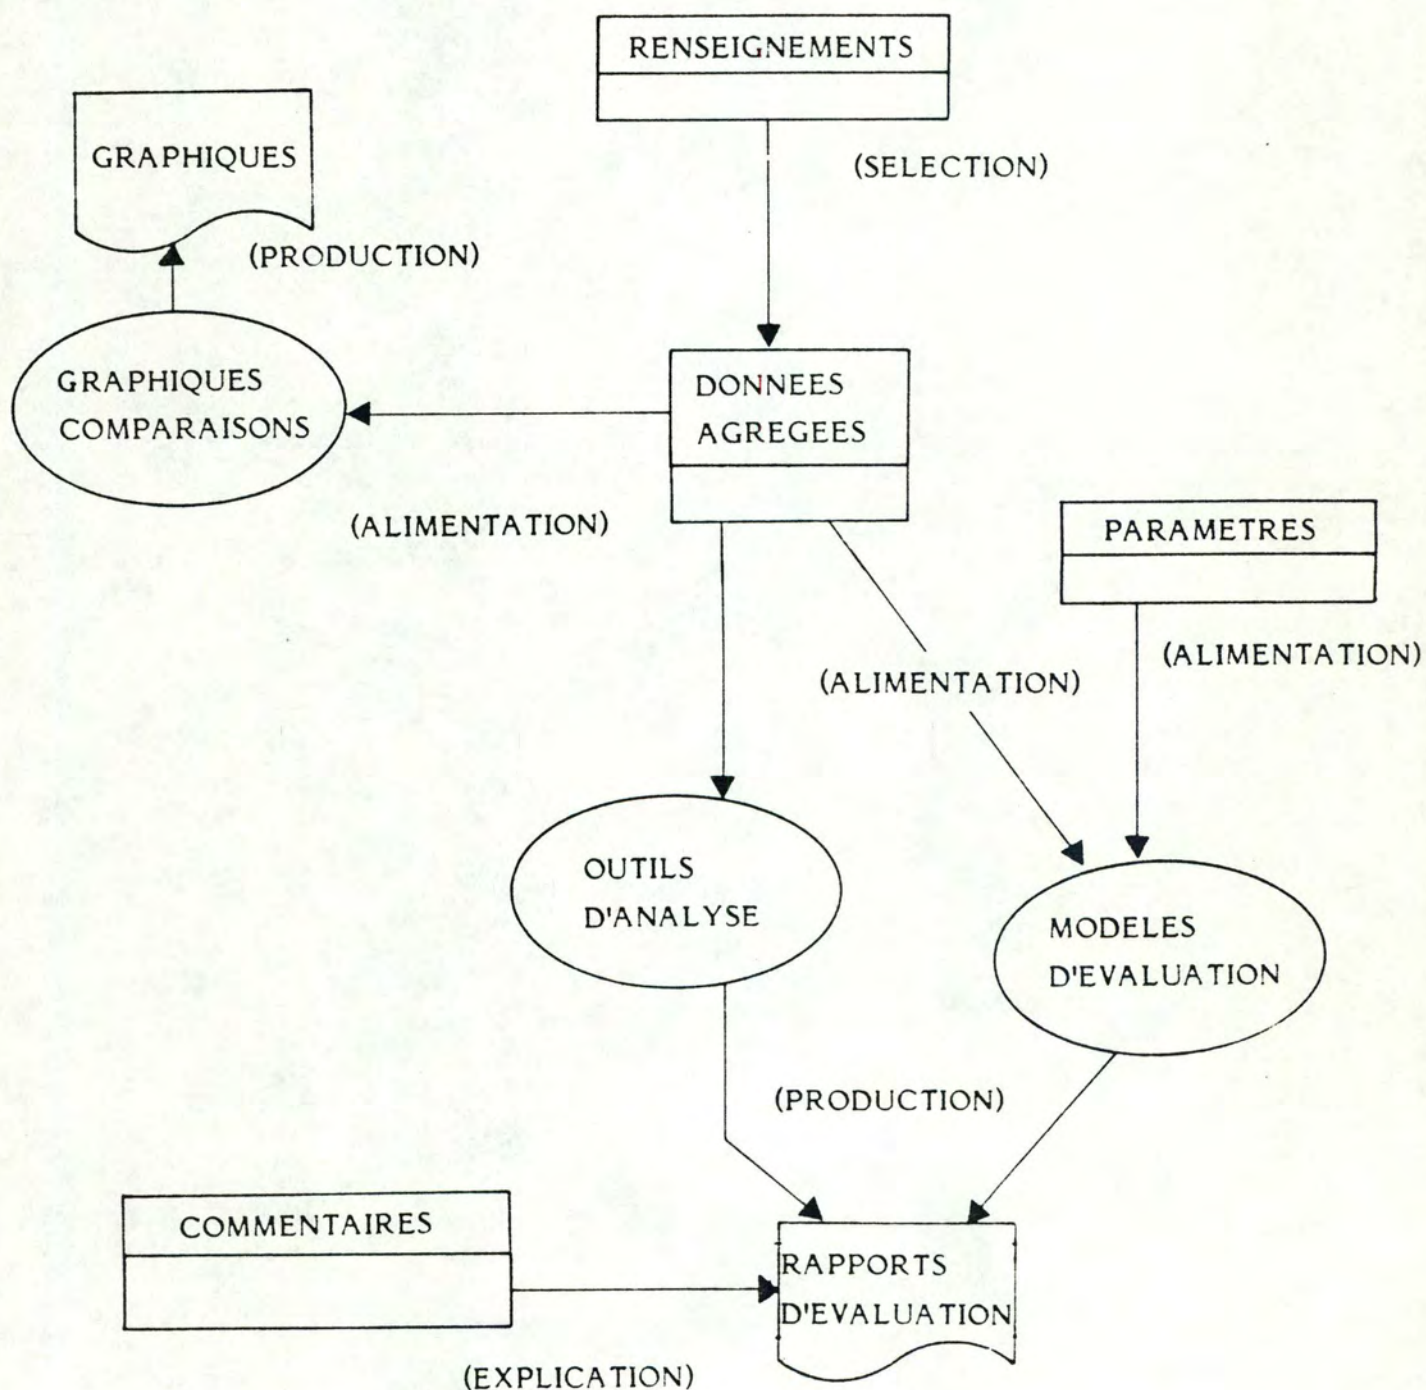 RENSEIGNEMENTS
GRAPHIQUES
(SELECTION)
(PRODUCTION)
GRAPHIQUES
COMPARAISONS
DONNEES
AGREGEES
(ALIMENTATION)
PARAMETRES
(ALIMENTATION)
(ALIMENTATION)
OUTILS
D'ANALYSE
MODELES
D'EVALUATION
(PRODUCTION)
COMMENTAIRES
RAPPORTS
D'EVALUATION
(EXPLICATION)